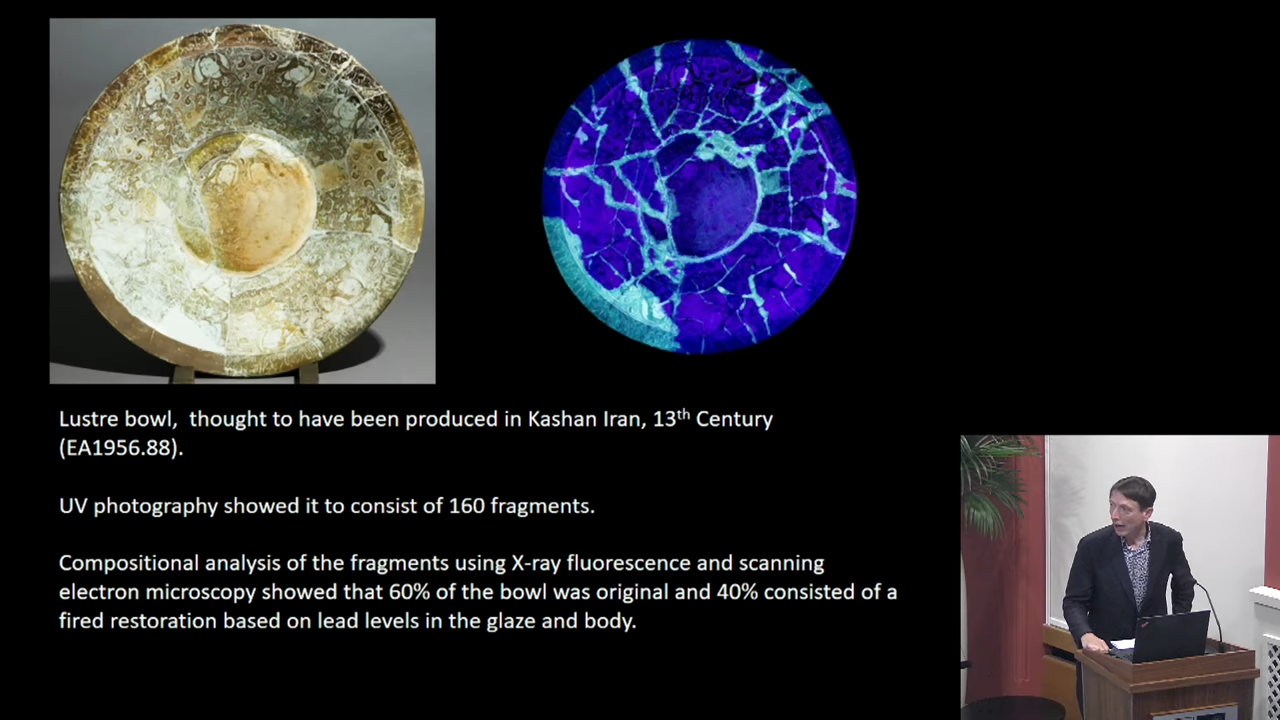 Lustre bowl,  thought to have been produced in Kashan Iran, 13th Century
(EA1956.88).
UV photography showed it to consist of 160 fragments.
Compositional analysis of the fragments using X-ray fluorescence and scanning
electron microscopy showed that 60% of the bowl was original and 40% consisted of a
fired restoration based on lead levels in the glaze and body.